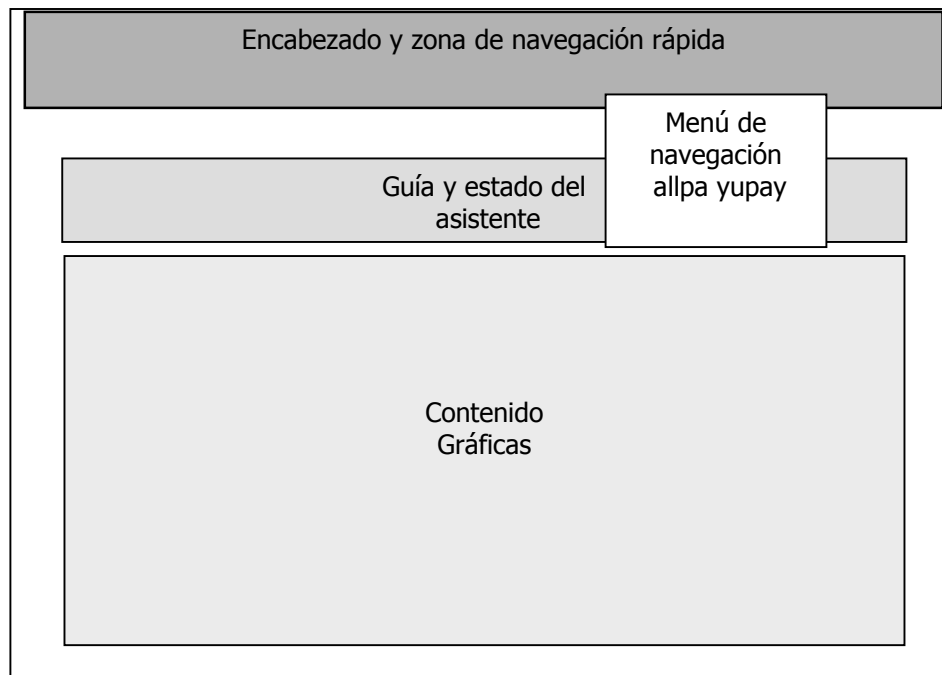 Encabezado y zona de navegación rápida
Menú de
navegación
allpa yupay
Guía y estado del
asistente
Contenido
Gráficas